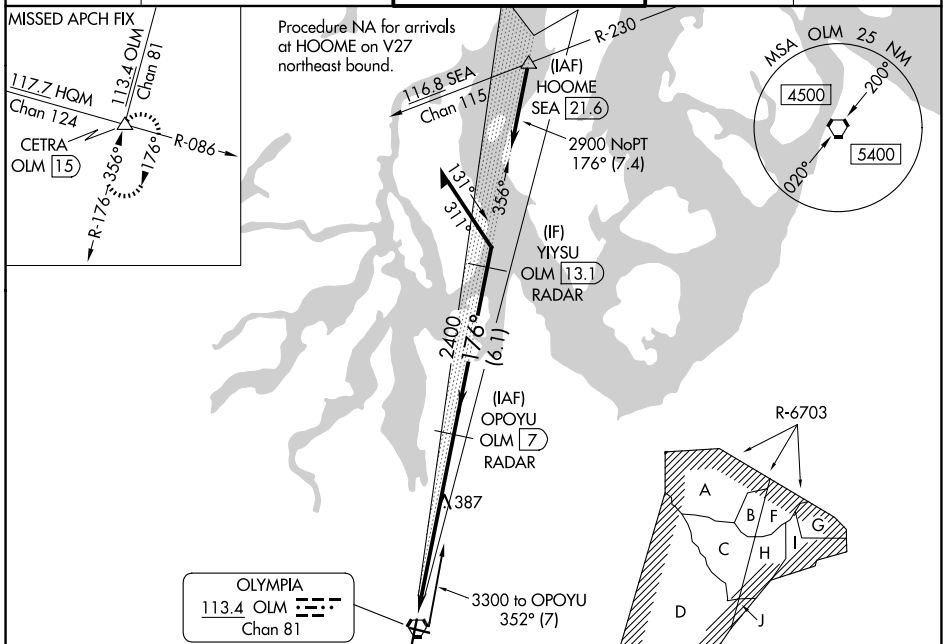 MISSED APCH FIX
113.4 OLM
Chan 81
117.7 HQM
Chan 124
CETRA
OLM 15
R-086
356°
176°
R-176
Procedure NA for arrivals
at HOOME on V27
northeast bound.
R-230
116.8 SEA
Chan 115
(IAF)
HOOME
SEA 21.6
2900 NoPT
176° (7.4)
356°
131°
311°
(IF)
YIYSU
OLM 13.1
RADAR
2400
176°
(6.1)
(IAF)
OPOYU
OLM 7
RADAR
387
MSA OLM 25 NM
4500
200°
5400
020°
R-6703
A
B
F
G
C
H
I
D
J
OLYMPIA
113.4 OLM
Chan 81
3300 to OPOYU
352° (7)